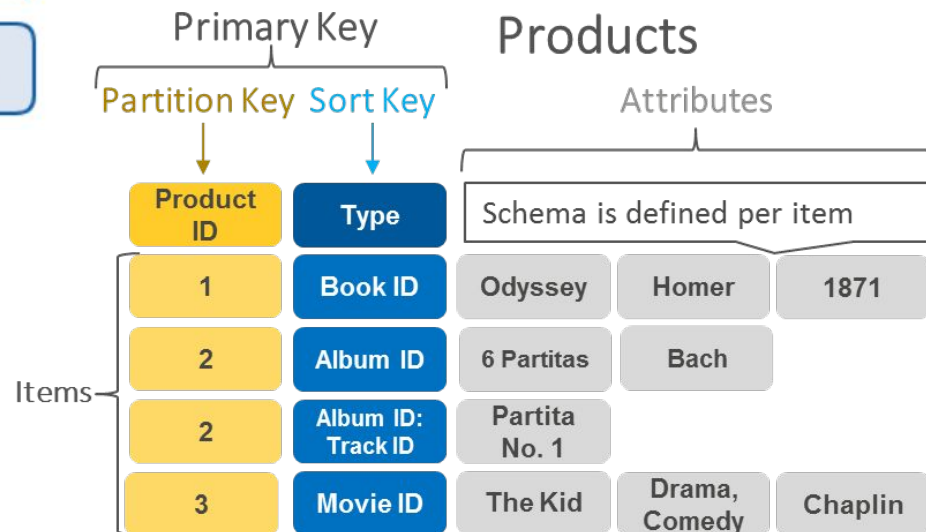 Primary Key
Products
Partition Key
Sort Key
Attributes
Product
ID
Type
Schema is defined per item
1
Book ID
Odyssey
Homer
1871
2
Album ID
6 Partitas
Bach
Items
2
Album ID:
Track ID
Partita
No. 1
3
Movie ID
The Kid
Drama,
Comedy
Chaplin